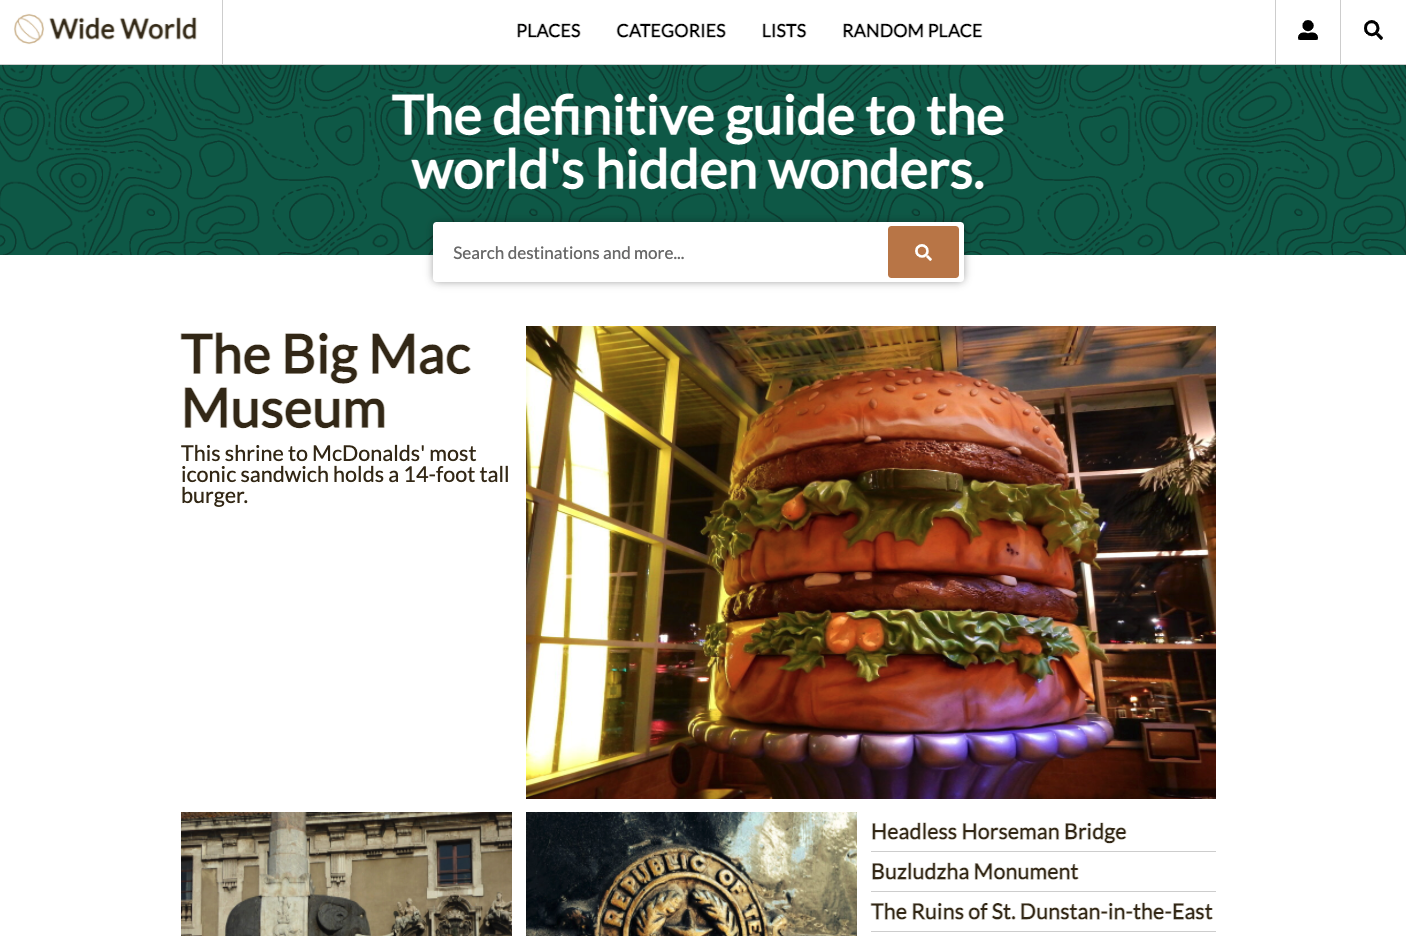 Wide World
PLACES
CATEGORIES
LISTS
RANDOM PLACE
The definitive guide to the
world's hidden wonders.
Search destinations and more...
The Big Mac
Museum
This shrine to McDonalds' most
iconic sandwich holds a 14-foot tall
burger.
REPUBLIC OF TE
Headless Horseman Bridge
Buzludzha Monument
The Ruins of St. Dunstan-in-the-East